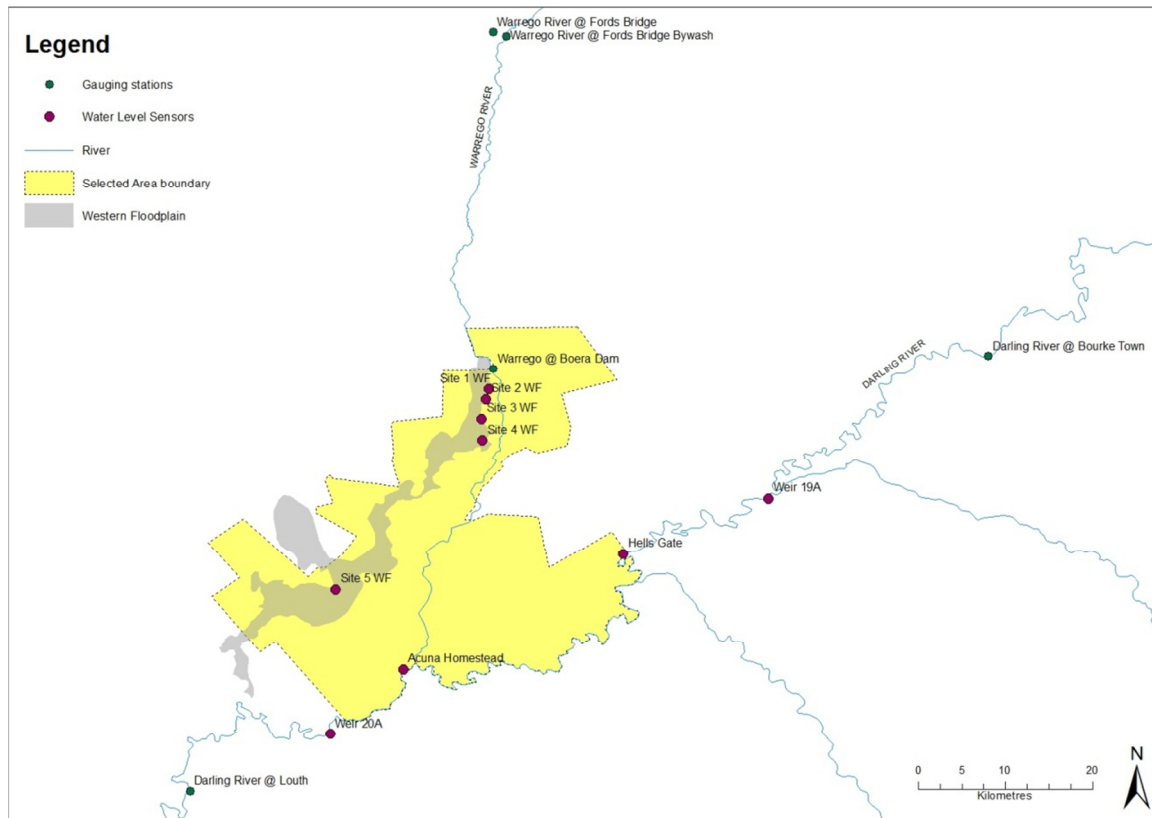 Legend
Gauging stations
Water Level Sensors
River
Selected Area boundary
Western Floodplain
Warrego River @ Fords Bridge
Warrego River @ Fords Bridge Bywash
WARREGO RIVER
Warrego @ Boera Dam
Site 1 WF
Site 2 WF
Site 3 WF
Site 4 WF
Darling River @ Bourke Town
DARLING RIVER
Weir 19A
Hells Gate
Site 5 WF
Acuna Homestead
Weir 20A
Darling River @ Louth
N
0 5 10 20
Kilometres